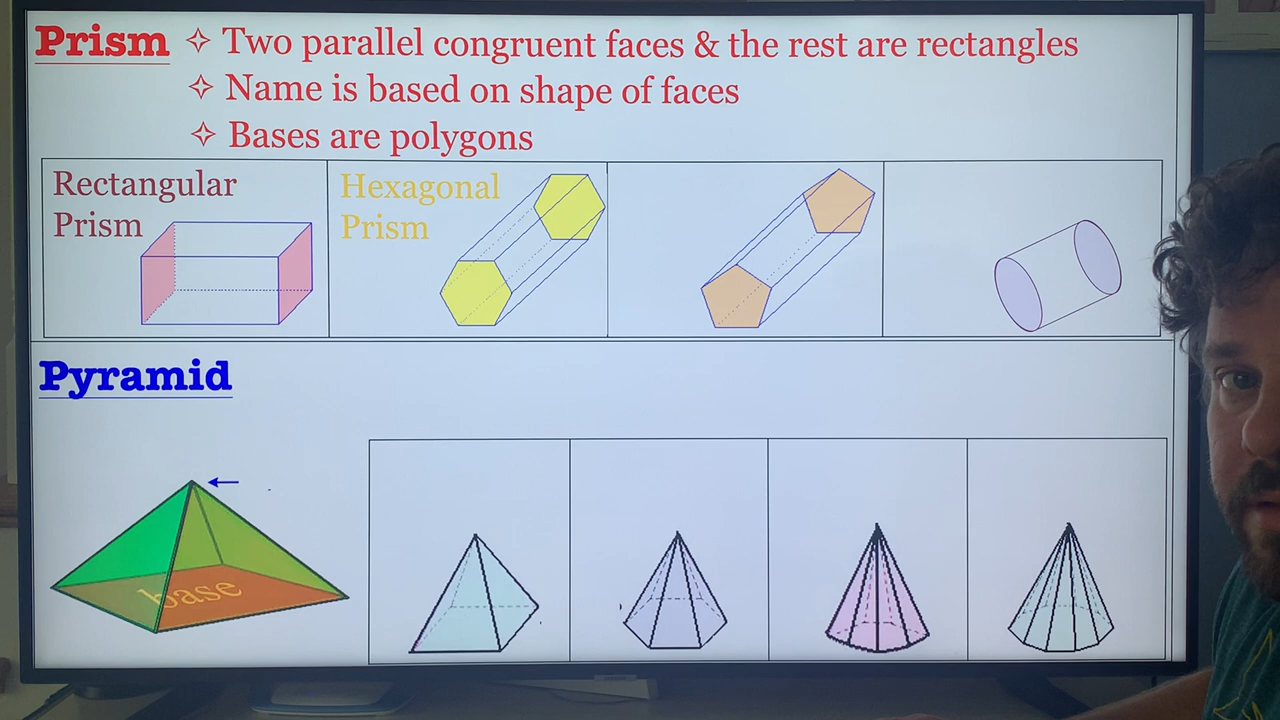 Prism ✧ Two parallel congruent faces & the rest are rectangles
✧ Name is based on shape of faces
✧ Bases are polygons
Rectangular
Prism
Hexagonal
Prism
Pyramid
base